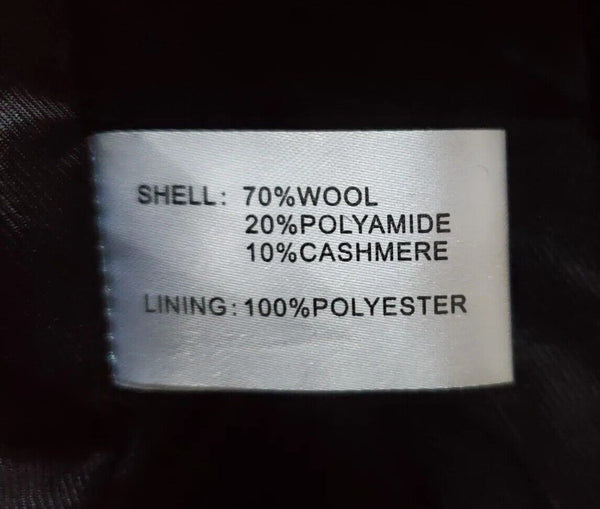 SHELL: 70%WOOL
20%POLYAMIDE
10%CASHMERE
LINING: 100%POLYESTER